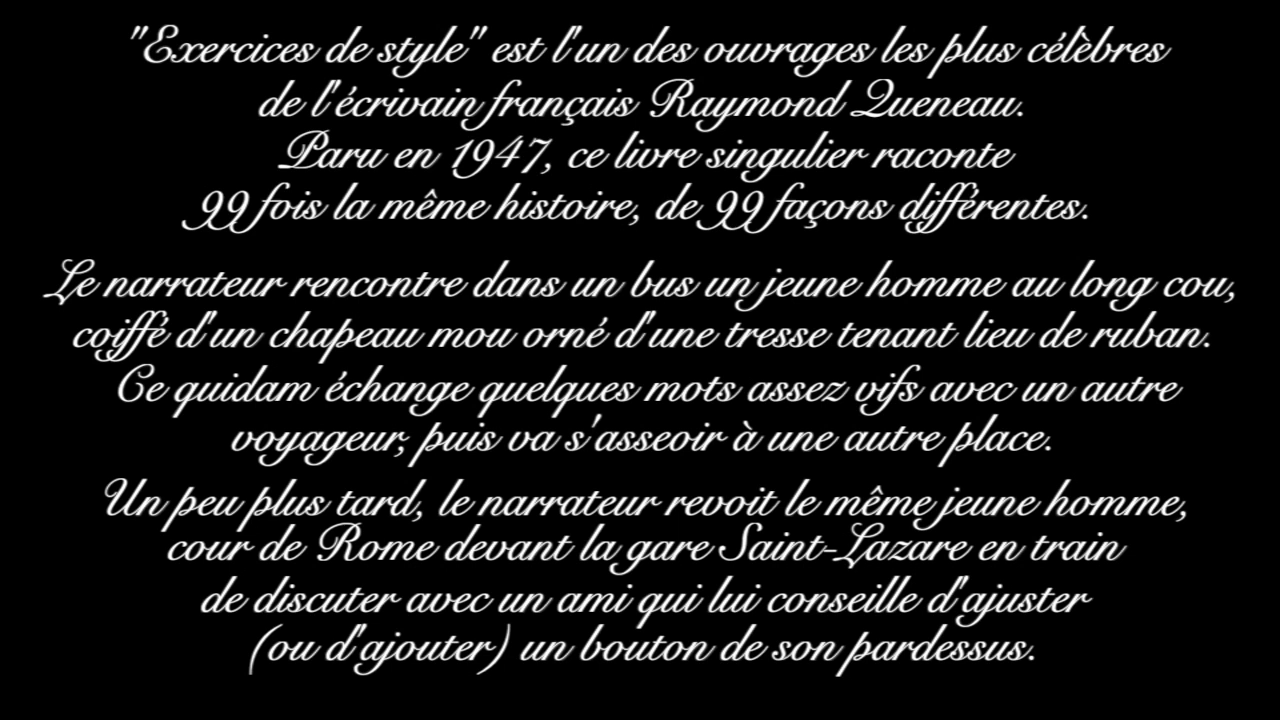 "Exercices de style" est l'un des ouvrages les plus célèbres
de l'écrivain français Raymond Queneau.
Paru en 1947, ce livre singulier raconte
99 fois la même histoire, de 99 façons différentes.
Le narrateur rencontre dans un bus un jeune homme au long cou,
coiffé d'un chapeau mou orné d'une tresse tenant lieu de ruban.
Ce quidam échange quelques mots assez vifs avec un autre
voyageur, puis va s'asseoir à une autre place.
Un peu plus tard, le narrateur revoit le même jeune homme,
cour de Rome devant la gare Saint-Lazare en train
de discuter avec un ami qui lui conseille d'ajuster
(ou d'ajouter) un bouton de son pardessus.